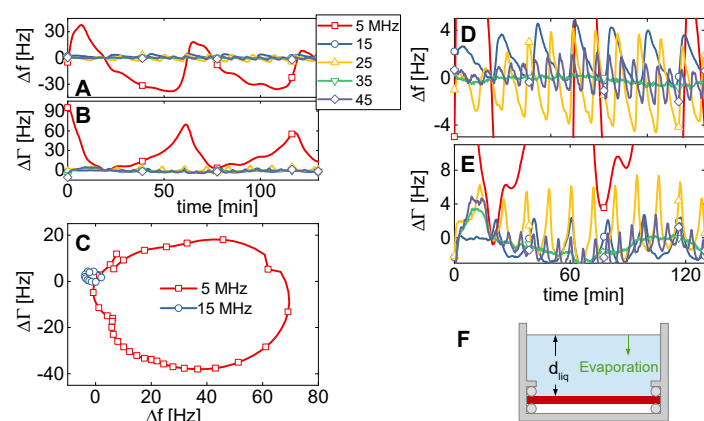 30
0
-30
Δf [Hz]
A
5 MHz
15
25
35
45
90
60
30
0
ΔΓ [Hz]
B
0
50
100
time [min]
20
0
-20
-40
ΔΓ [Hz]
C
5 MHz
15 MHz
0
20
40
60
80
Δf [Hz]
D
4
0
-4
Δf [Hz]
E
8
4
0
ΔΓ [Hz]
0
60
120
time [min]
F
d liq
Evaporation